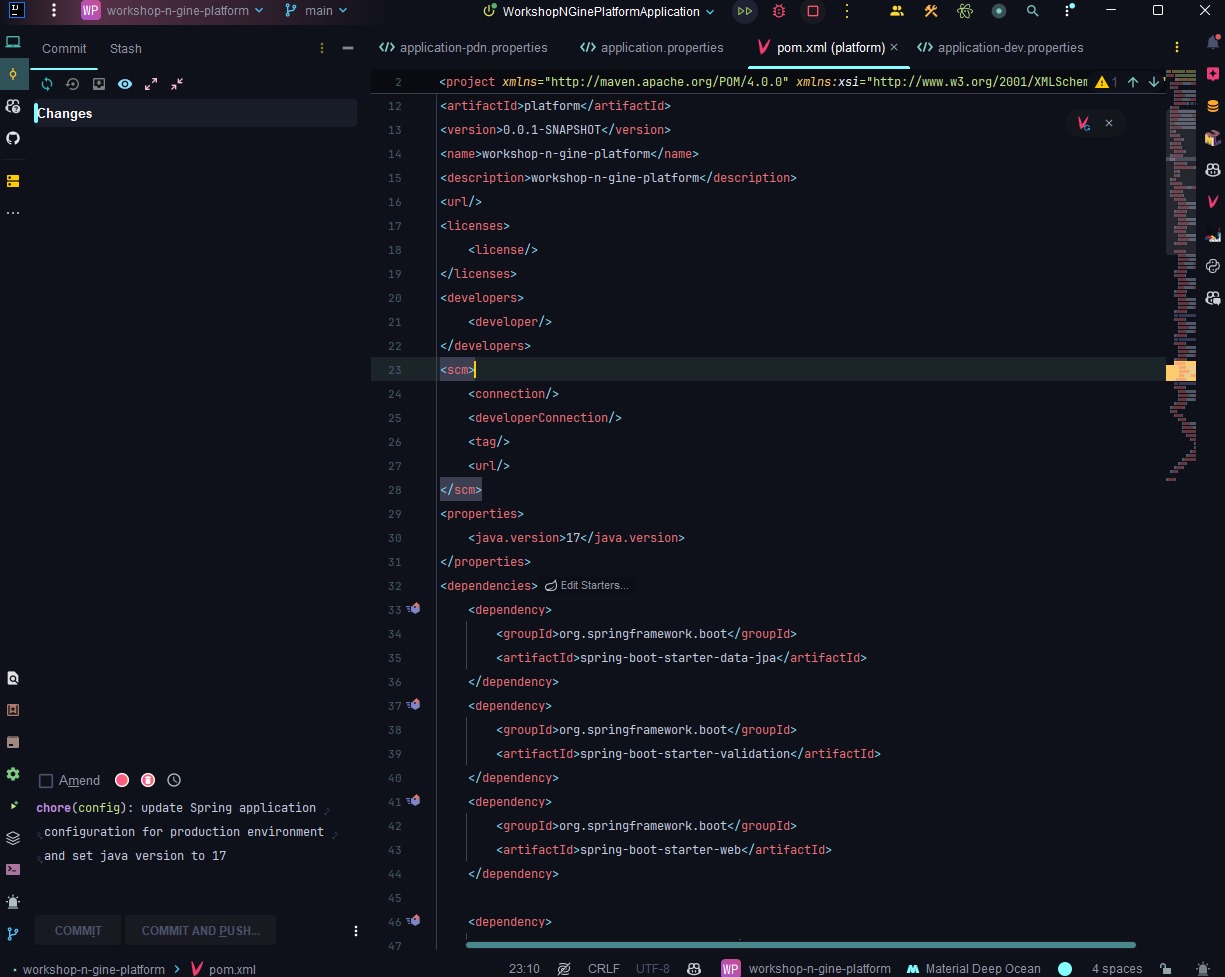 WP workshop-n-gine-platform main WorkshopNGinePlatformApplication
Commit Stash
Changes
application-pdn.properties application.properties pom.xml (platform) application-dev.properties
2 <project xmlns="http://maven.apache.org/POM/4.0.0" xmlns:xsi="http://www.w3.org/2001/XMLSchem 1
12 <artifactId>platform</artifactId>
13 <version>0.0.1-SNAPSHOT</version>
14 <name>workshop-n-gine-platform</name>
15 <description>workshop-n-gine-platform</description>
16 <url/>
17 <licenses>
18 <license/>
19 </licenses>
20 <developers>
21 <developer/>
22 </developers>
23 <scm>
24 <connection/>
25 <developerConnection/>
26 <tag/>
27 <url/>
28 </scm>
29 <properties>
30 <java.version>17</java.version>
31 </properties>
32 <dependencies> Edit Starters...
33 <dependency>
34 <groupId>org.springframework.boot</groupId>
35 <artifactId>spring-boot-starter-data-jpa</artifactId>
36 </dependency>
37 <dependency>
38 <groupId>org.springframework.boot</groupId>
39 <artifactId>spring-boot-starter-validation</artifactId>
40 </dependency>
41 <dependency>
42 <groupId>org.springframework.boot</groupId>
43 <artifactId>spring-boot-starter-web</artifactId>
44 </dependency>
45
46 <dependency>
47
Amend
chore(config): update Spring application
configuration for production environment
and set java version to 17
COMMIT COMMIT AND PUSH...
workshop-n-gine-platform pom.xml 23:10 CRLF UTF-8 WP workshop-n-gine-platform Material Deep Ocean 4 spaces